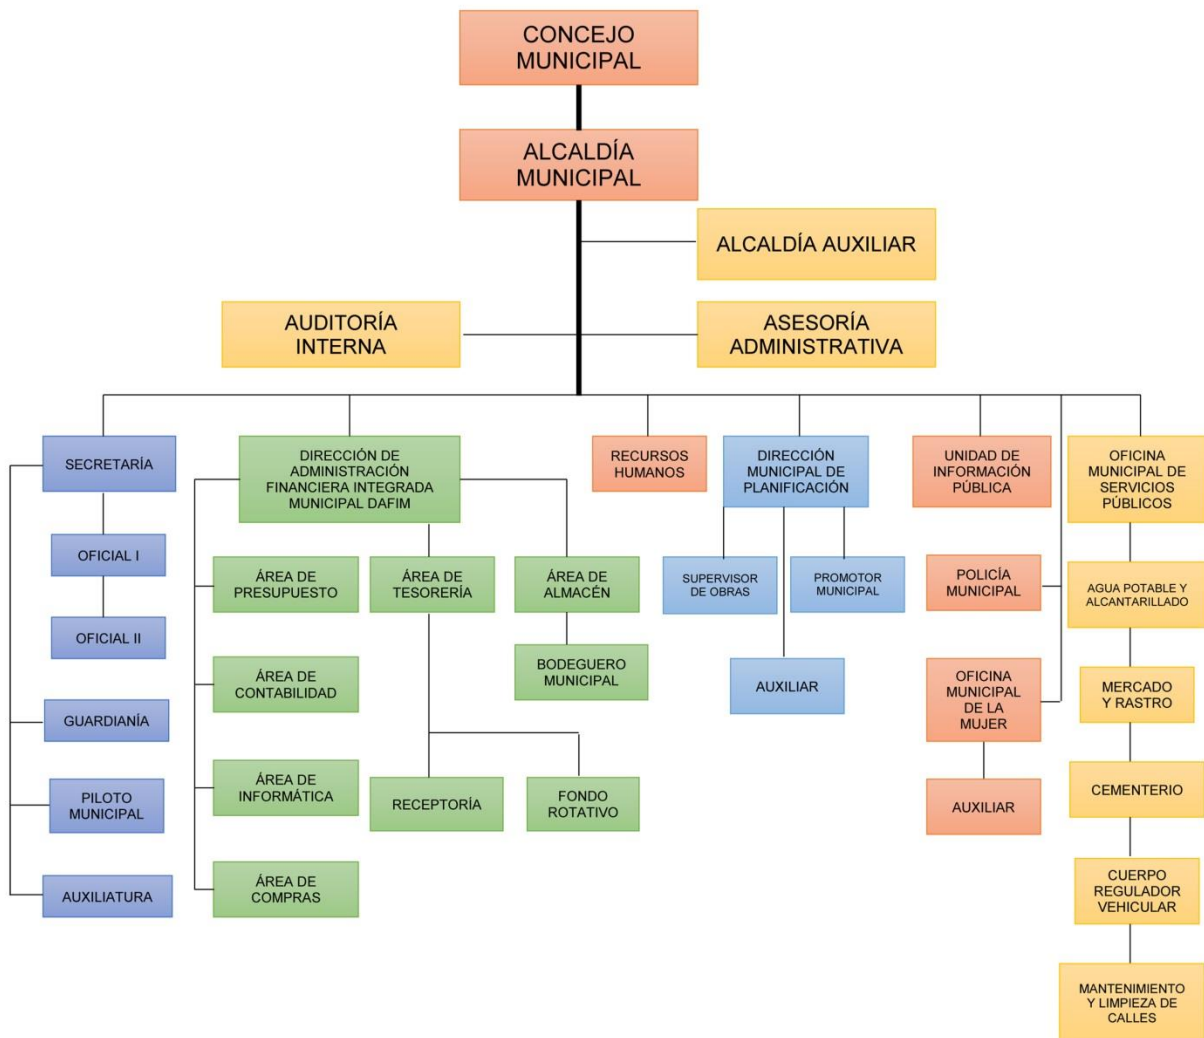 CONCEJO
MUNICIPAL
ALCALDÍA
MUNICIPAL
ALCALDÍA AUXILIAR
AUDITORÍA
INTERNA
ASESORÍA
ADMINISTRATIVA
SECRETARÍA
OFICIAL I
OFICIAL II
GUARDIANÍA
PILOTO
MUNICIPAL
AUXILIATURA
DIRECCIÓN DE
ADMINISTRACIÓN
FINANCIERA INTEGRADA
MUNICIPAL DAFIM
ÁREA DE
PRESUPUESTO
ÁREA DE
CONTABILIDAD
ÁREA DE
INFORMÁTICA
ÁREA DE
COMPRAS
ÁREA DE
TESORERÍA
RECEPTORÍA
FONDO
ROTATIVO
ÁREA DE
ALMACÉN
BODEGUERO
MUNICIPAL
RECURSOS
HUMANOS
DIRECCIÓN
MUNICIPAL DE
PLANIFICACIÓN
SUPERVISOR
DE OBRAS
PROMOTOR
MUNICIPAL
AUXILIAR
UNIDAD DE
INFORMACIÓN
PÚBLICA
POLICÍA
MUNICIPAL
OFICINA
MUNICIPAL
DE LA
MUJER
AUXILIAR
OFICINA
MUNICIPAL DE
SERVICIOS
PÚBLICOS
AGUA POTABLE Y
ALCANTARILLADO
MERCADO
Y RASTRO
CEMENTERIO
CUERPO
REGULADOR
VEHICULAR
MANTENIMIENTO
Y LIMPIEZA DE
CALLES